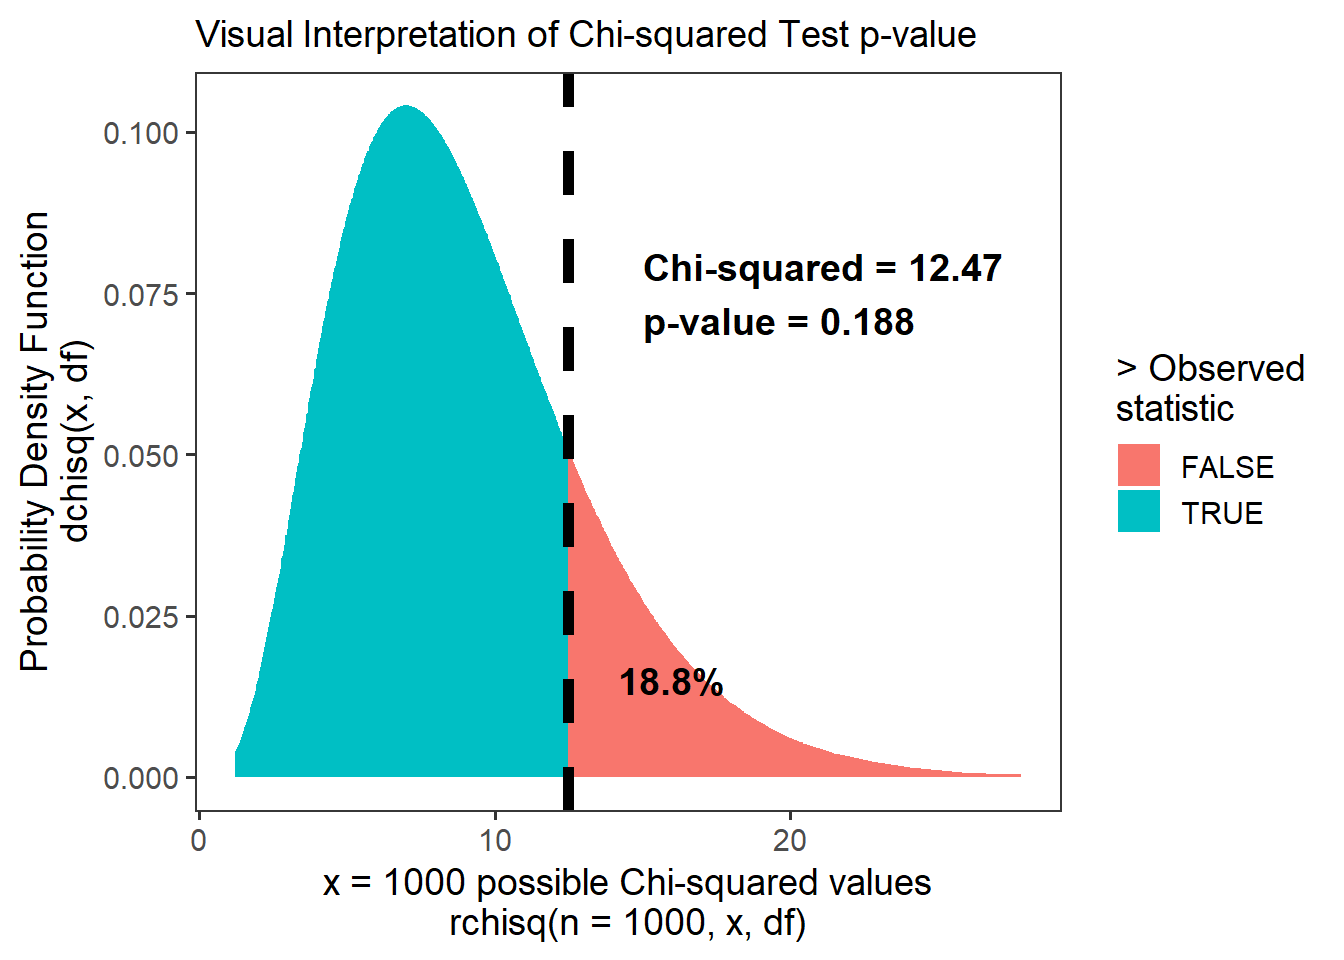 Visual Interpretation of Chi-squared Test p-value
Probability Density Function
dchisq(x, df)
0.100
0.075
0.050
0.025
0.000
Chi-squared = 12.47
p-value = 0.188
18.8%
0
10
20
x = 1000 possible Chi-squared values
rchisq(n = 1000, x, df)
> Observed
statistic
FALSE
TRUE